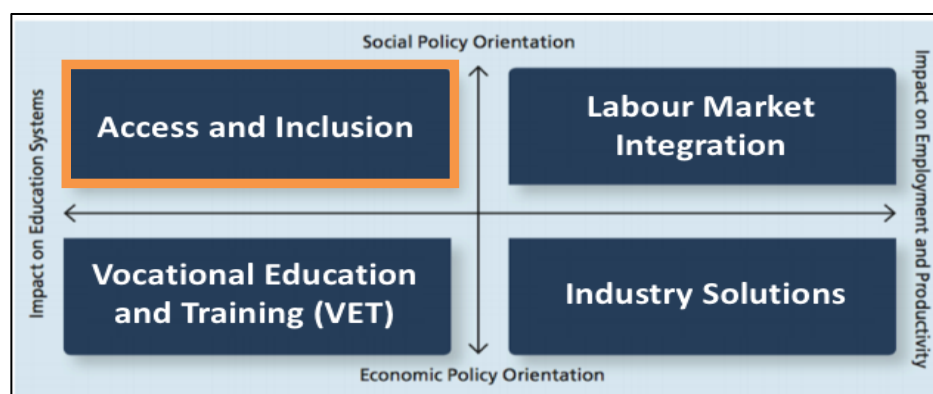 Social Policy Orientation
Impact on Education Systems
Access and Inclusion
Labour Market
Integration
Impact on Employment and Productivity
Vocational Education
and Training (VET)
Industry Solutions
Economic Policy Orientation